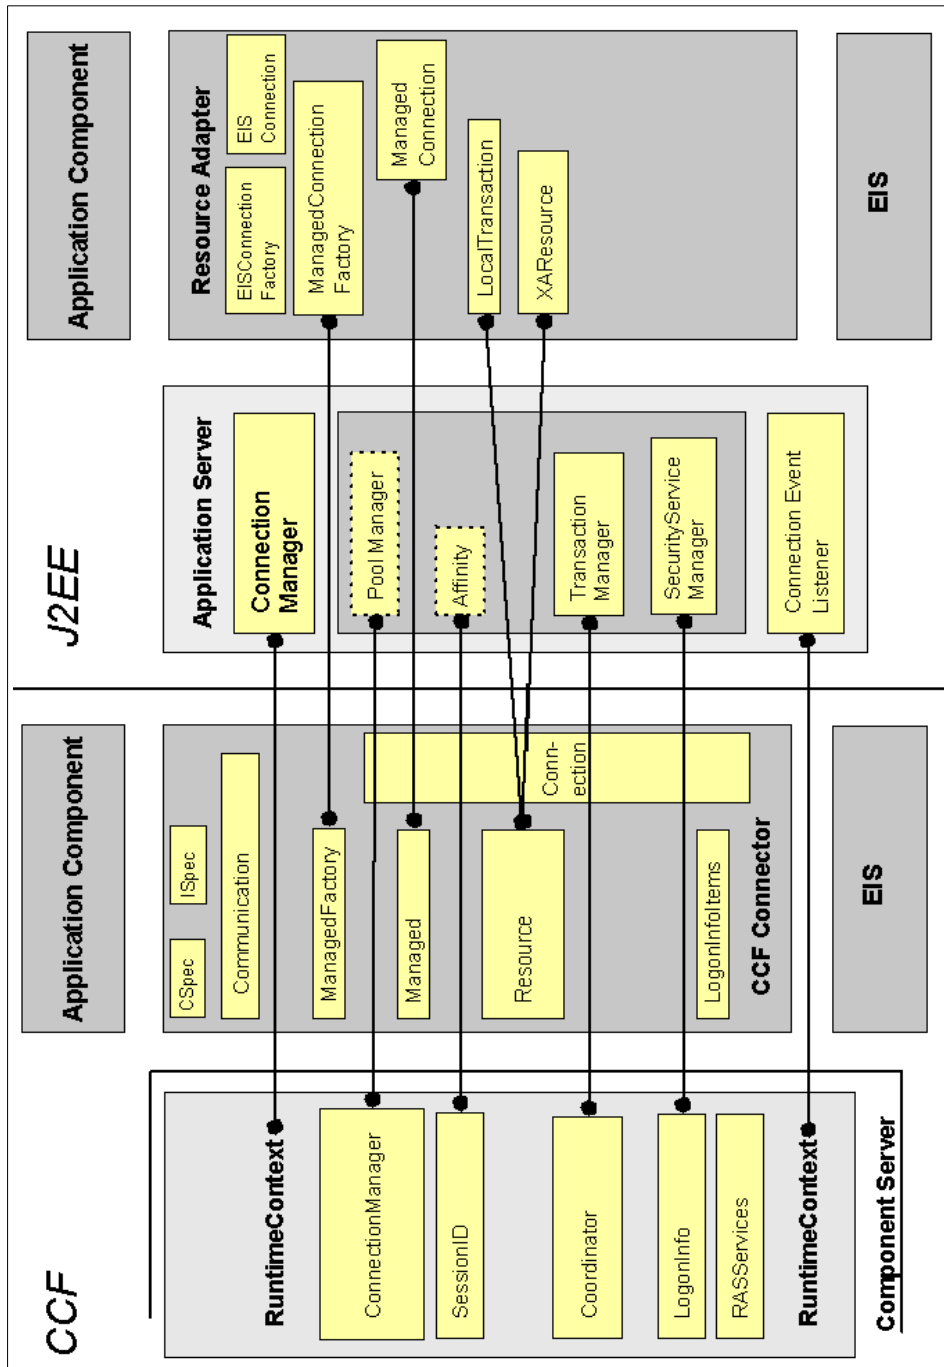 CCF
RuntimeContext
ConnectionManager
SessionID
Coordinator
LogonInfo
RASServices
RuntimeContext
Component Server
Application Component
CSpec
ISpec
Communication
ManagedFactory
Managed
Resource
Conn-
ection
LogonInfoItems
CCF Connector
EIS
J2EE
Application Server
Connection
Manager
Pool Manager
Affinity
Transaction
Manager
SecurityService
Manager
Connection Event
Listener
Application Component
Resource Adapter
EISConnection
Factory
EIS
Connection
ManagedConnection
Factory
Managed
Connection
LocalTransaction
XAResource
EIS